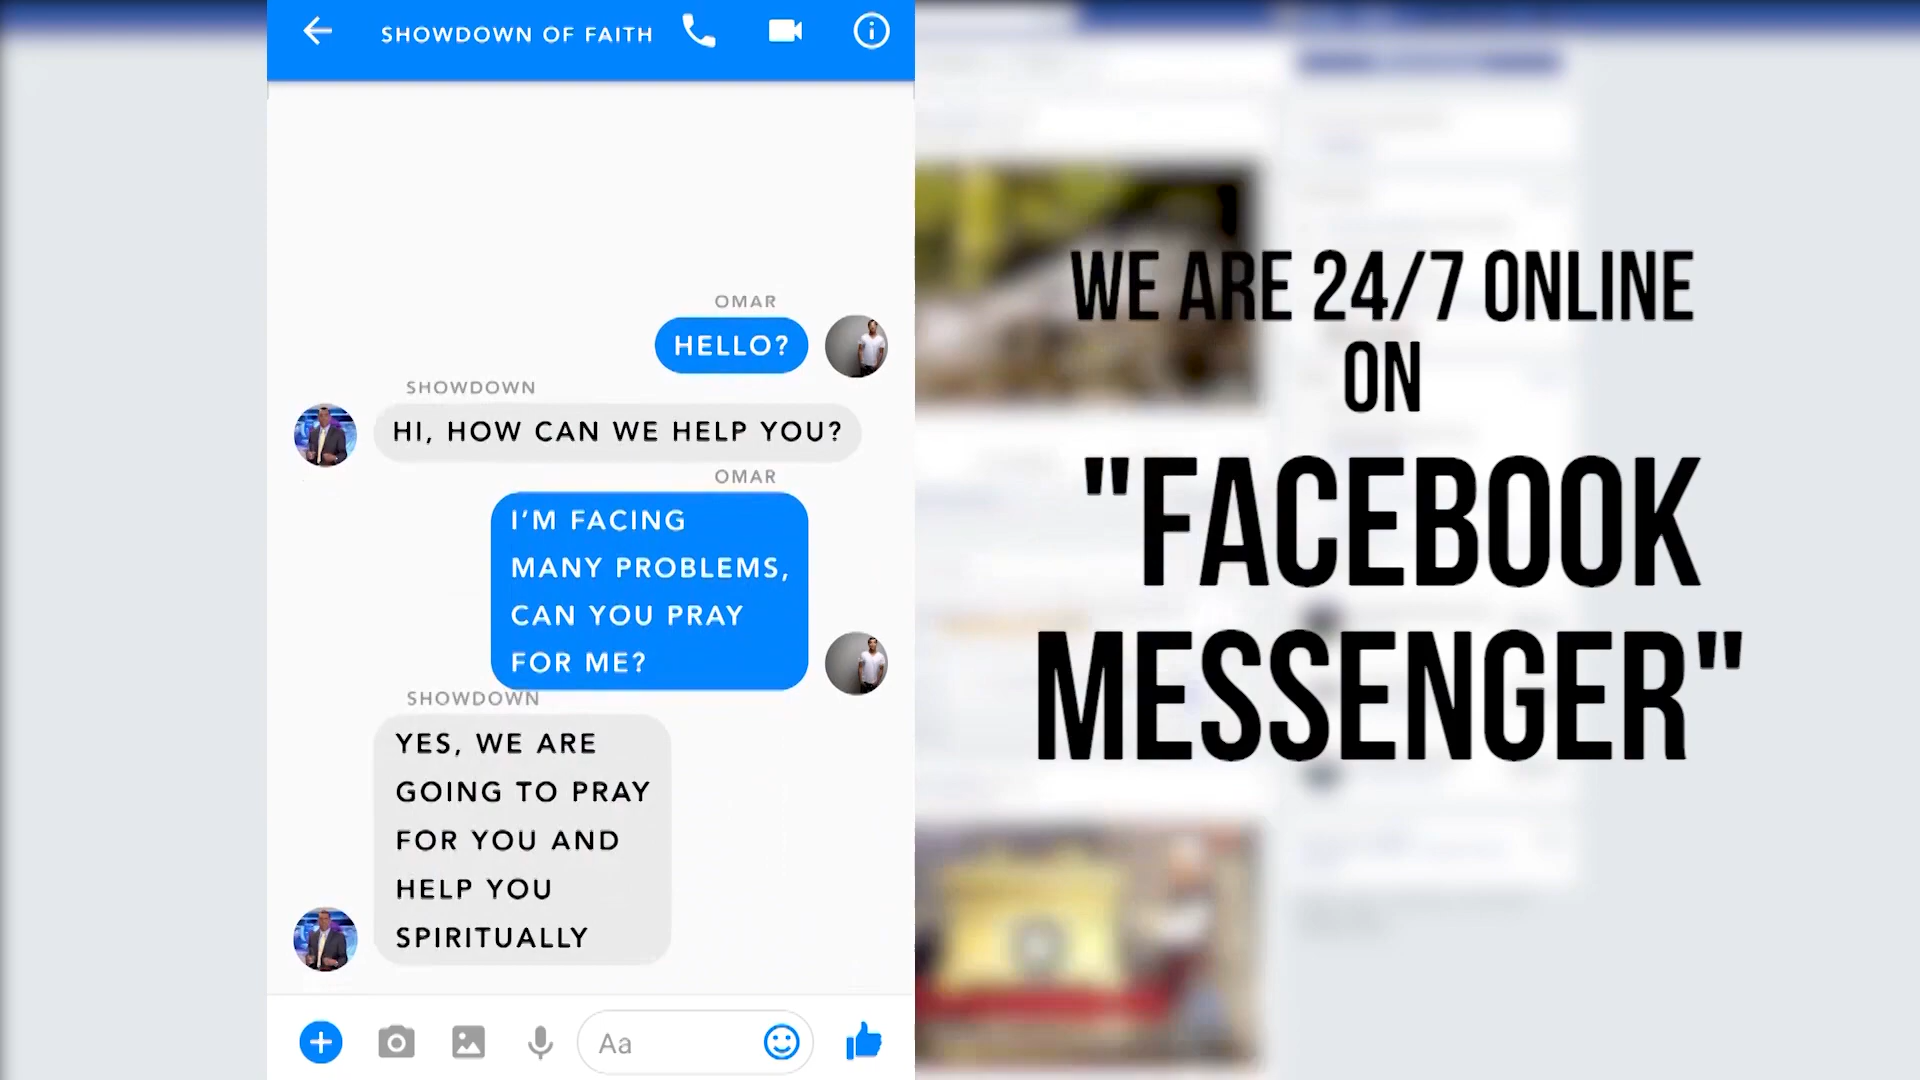 SHOWDOWN OF FAITH
OMAR
HELLO?
SHOWDOWN
HI, HOW CAN WE HELP YOU?
OMAR
I'M FACING
MANY PROBLEMS,
CAN YOU PRAY
FOR ME?
SHOWDOWN
YES, WE ARE
GOING TO PRAY
FOR YOU AND
HELP YOU
SPIRITUALLY
Aa
WE ARE 24/7 ONLINE
ON
"FACEBOOK
MESSENGER"